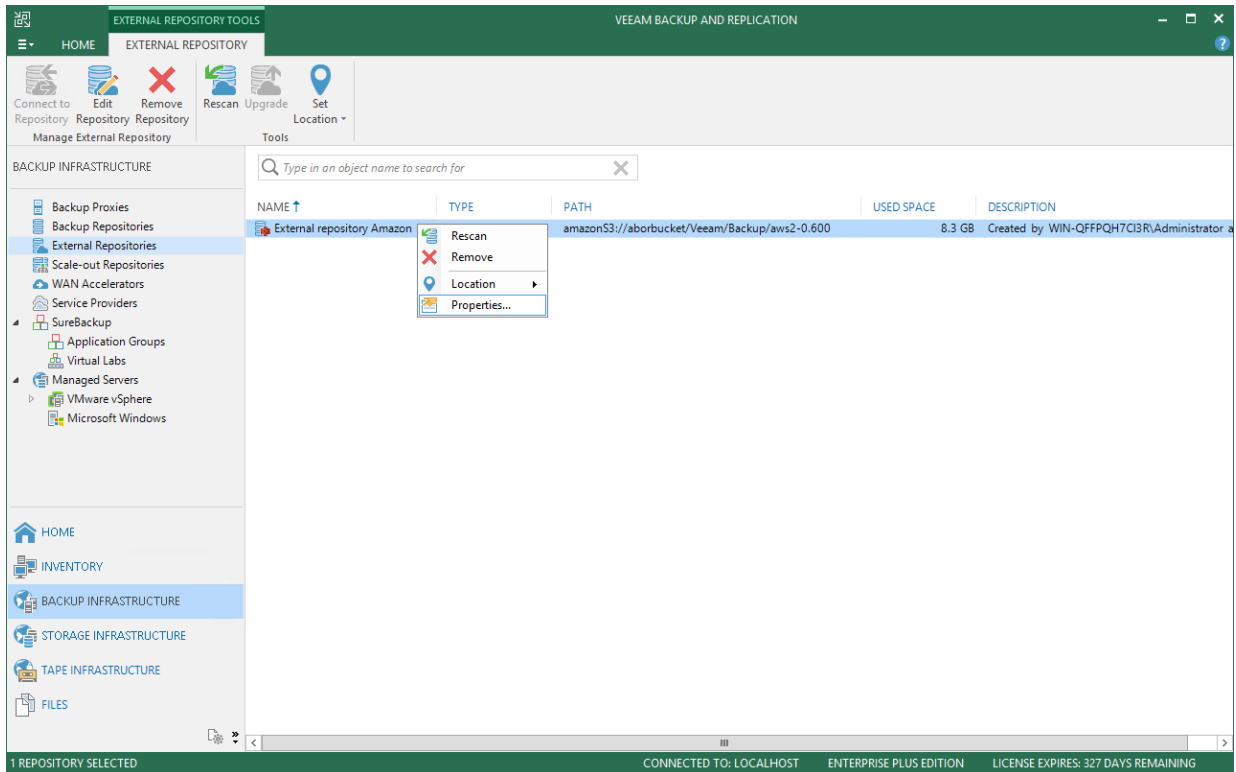 EXTERNAL REPOSITORY TOOLS
VEEAM BACKUP AND REPLICATION
HOME
EXTERNAL REPOSITORY
?
Connect to Repository
Edit Repository
Remove Repository
Rescan
Upgrade
Set Location
Manage External Repository
Tools
BACKUP INFRASTRUCTURE
Backup Proxies
Backup Repositories
External Repositories
Scale-out Repositories
WAN Accelerators
Service Providers
SureBackup
Application Groups
Virtual Labs
Managed Servers
VMware vSphere
Microsoft Windows
HOME
INVENTORY
BACKUP INFRASTRUCTURE
STORAGE INFRASTRUCTURE
TAPE INFRASTRUCTURE
FILES
Type in an object name to search for
NAME TYPE PATH USED SPACE DESCRIPTION
External repository Amazon amazonS3://aborbucket/Veeam/Backup/aws2-0.600 8.3 GB Created by WIN-QFFPQH7CI3R\Administrator a
Rescan
Remove
Location
Properties...
1 REPOSITORY SELECTED
CONNECTED TO: LOCALHOST
ENTERPRISE PLUS EDITION
LICENSE EXPIRES: 327 DAYS REMAINING